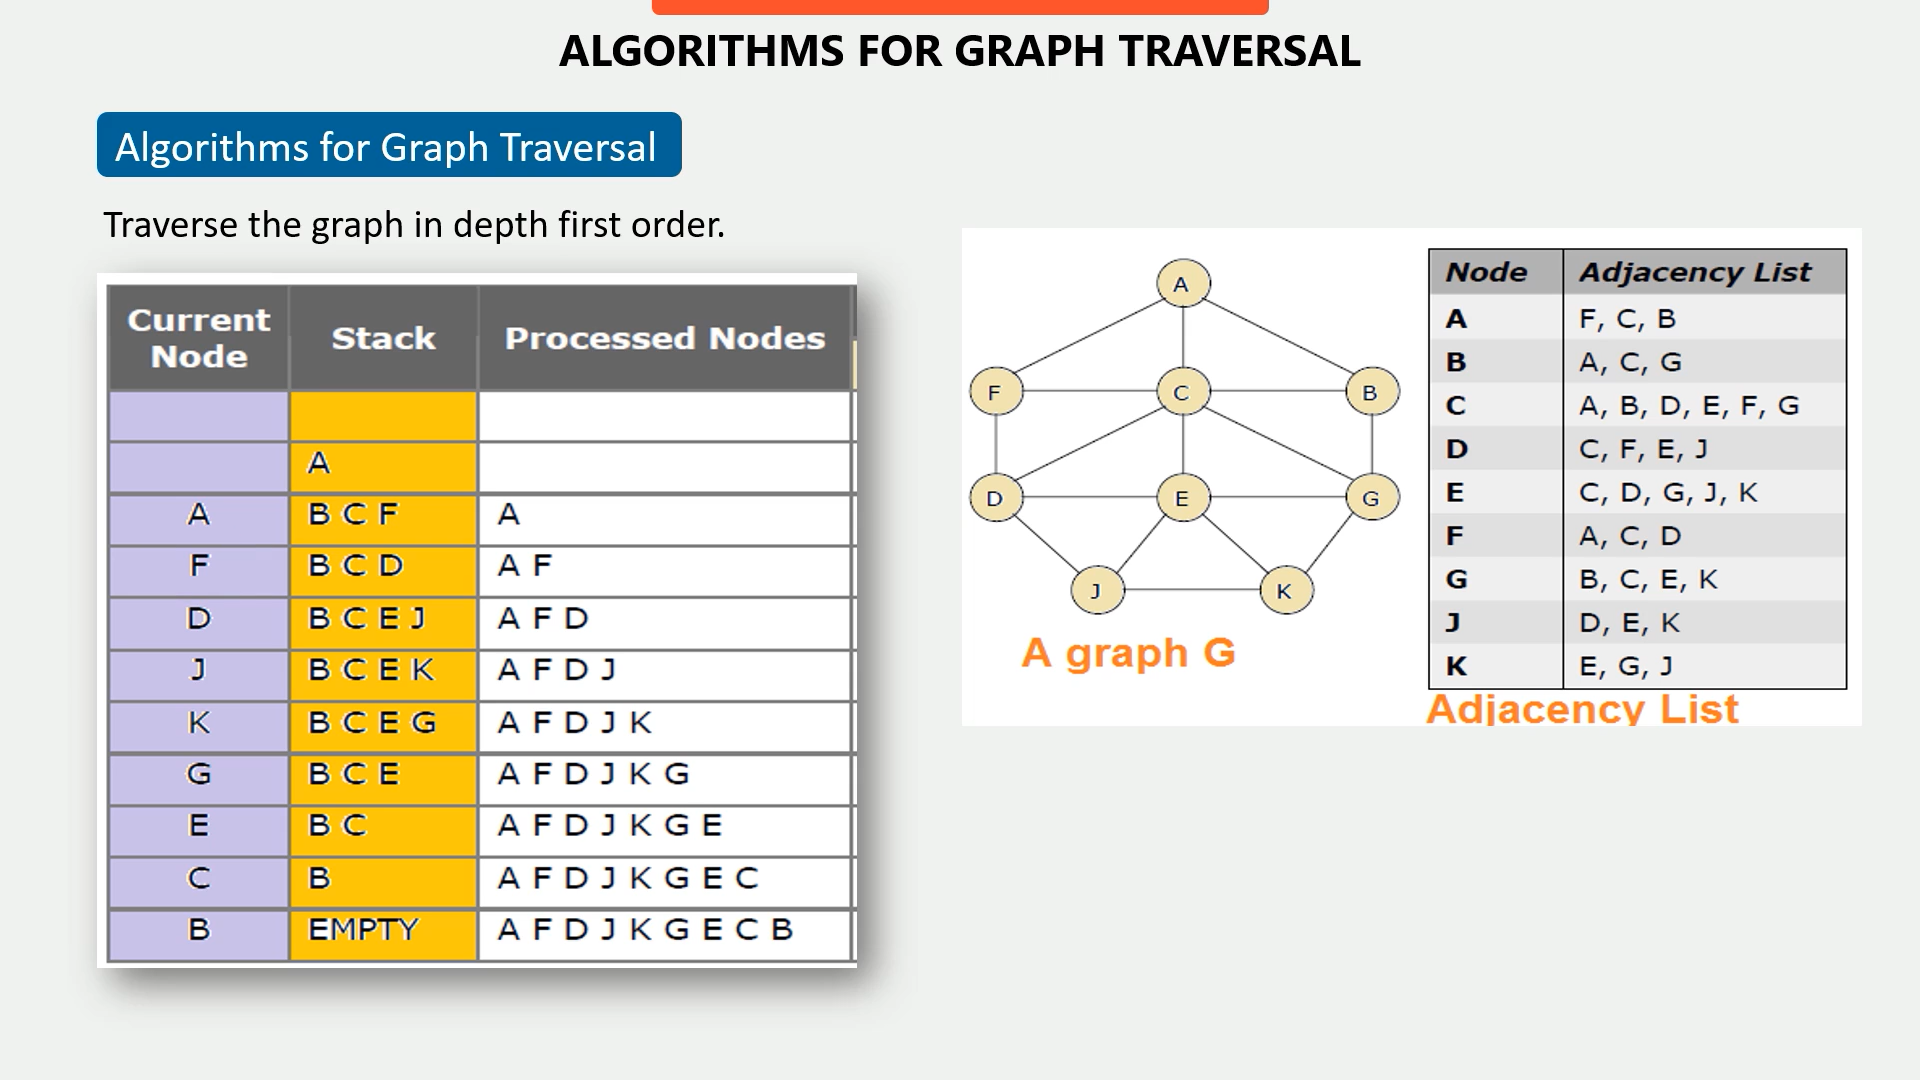 ALGORITHMS FOR GRAPH TRAVERSAL
Algorithms for Graph Traversal
Traverse the graph in depth first order.
Current Node Stack Processed Nodes
A
A B C F A
F B C D A F
D B C E J A F D
J B C E K A F D J
K B C E G A F D J K
G B C E A F D J K G
E B C A F D J K G E
C B A F D J K G E C
B EMPTY A F D J K G E C B
A
F C B
D E G
J K
A graph G
Node Adjacency List
A F, C, B
B A, C, G
C A, B, D, E, F, G
D C, F, E, J
E C, D, G, J, K
F A, C, D
G B, C, E, K
J D, E, K
K E, G, J
Adjacency List